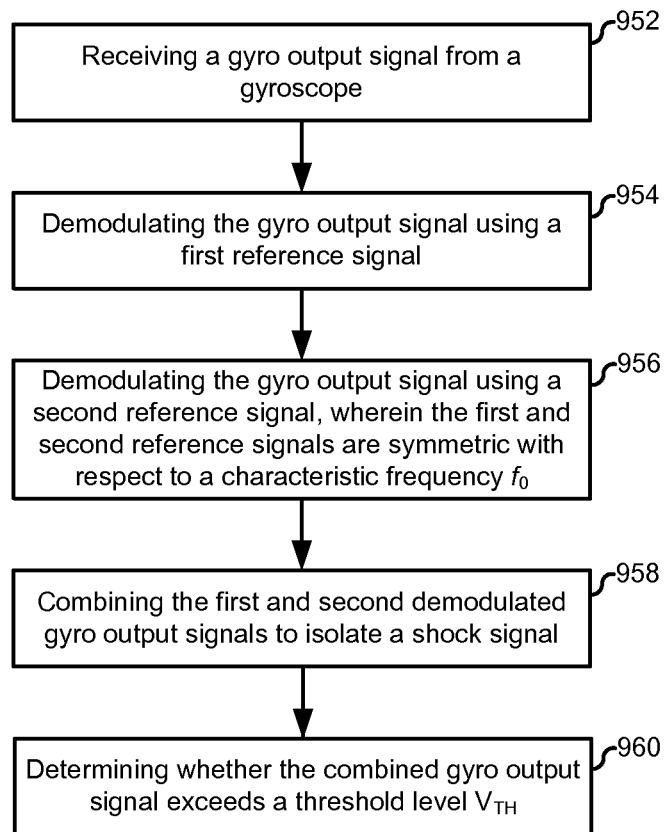 952
Receiving a gyro output signal from a
gyroscope
954
Demodulating the gyro output signal using a
first reference signal
956
Demodulating the gyro output signal using a
second reference signal, wherein the first and
second reference signals are symmetric with
respect to a characteristic frequency f₀
958
Combining the first and second demodulated
gyro output signals to isolate a shock signal
960
Determining whether the combined gyro output
signal exceeds a threshold level VTH